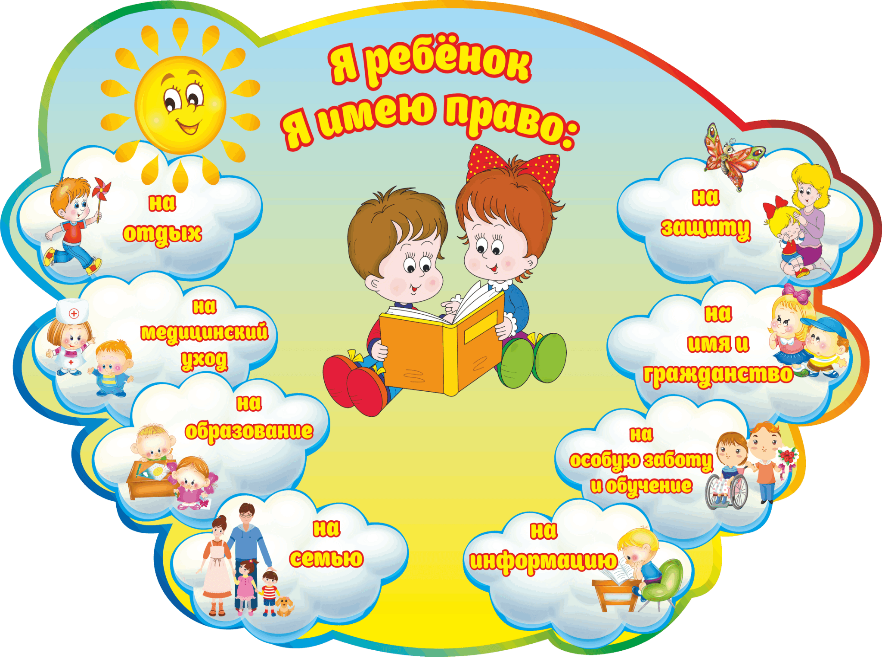 Я ребёнок
Я имею право:
на
отдых
на
медицинский
уход
на
образование
на
семью
на
защиту
на
имя и
гражданство
на
особую заботу
и обучение
на
информацию